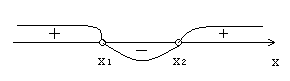 + − +
x₁ x₂ x